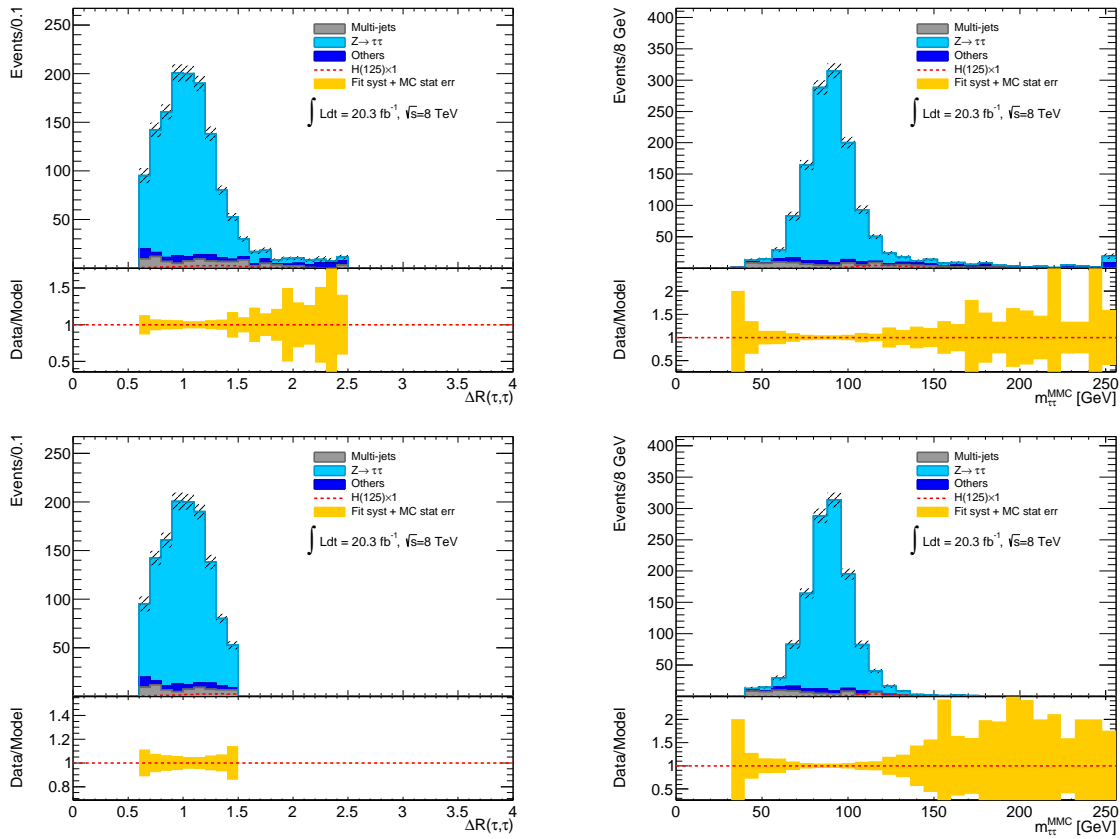 Events/0.1
250
200
150
100
50
Multi-jets
Z→ ττ
Others
H(125)×1
Fit syst + MC stat err
∫ Ldt = 20.3 fb⁻¹, √s=8 TeV
Data/Model
1.5
1
0.5
0 0.5 1 1.5 2 2.5 3 3.5 4
ΔR(τ,τ)
Events/8 GeV
400
350
300
250
200
150
100
50
Multi-jets
Z→ ττ
Others
H(125)×1
Fit syst + MC stat err
∫ Ldt = 20.3 fb⁻¹, √s=8 TeV
Data/Model
2
1.5
1
0.5
0 50 100 150 200 250
m_ττ^MMC [GeV]
Events/0.1
250
200
150
100
50
Multi-jets
Z→ ττ
Others
H(125)×1
Fit syst + MC stat err
∫ Ldt = 20.3 fb⁻¹, √s=8 TeV
Data/Model
1.4
1.2
1
0.8
0 0.5 1 1.5 2 2.5 3 3.5 4
ΔR(τ,τ)
Events/8 GeV
400
350
300
250
200
150
100
50
Multi-jets
Z→ ττ
Others
H(125)×1
Fit syst + MC stat err
∫ Ldt = 20.3 fb⁻¹, √s=8 TeV
Data/Model
2
1.5
1
0.5
0 50 100 150 200 250
m_ττ^MMC [GeV]